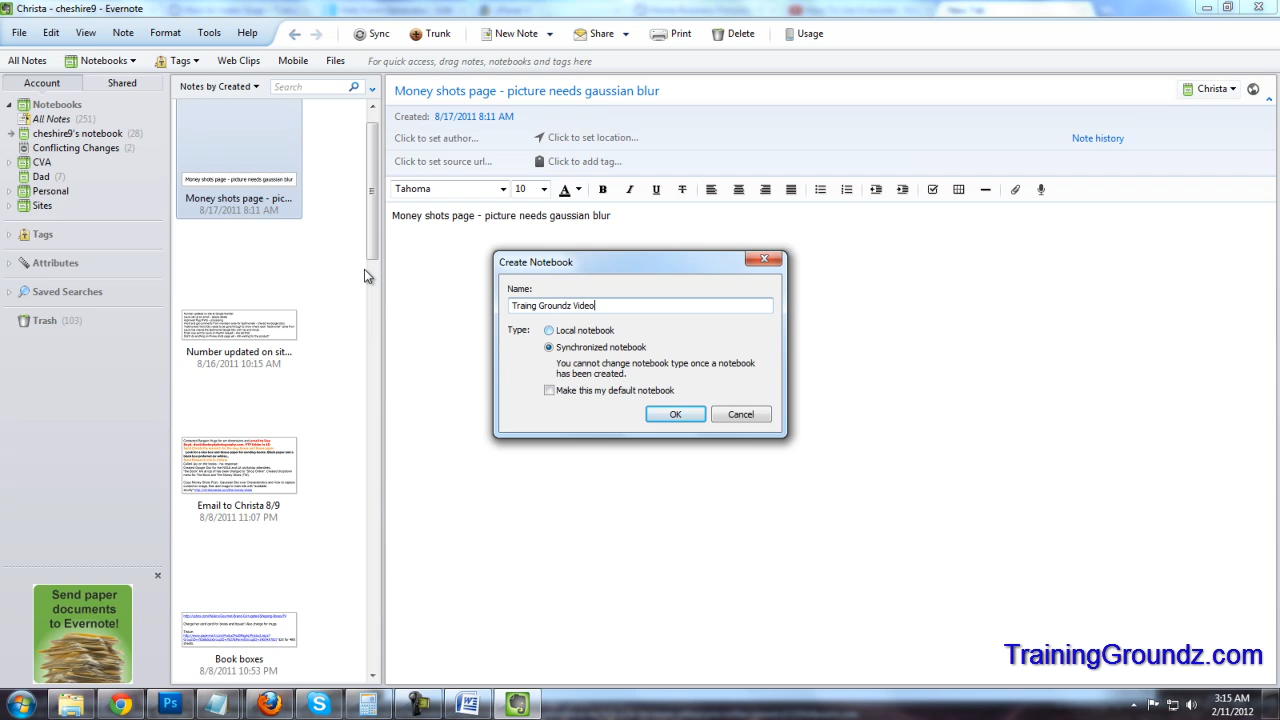 Christa - cheshire9 - Evernote
File Edit View Note Format Tools Help Sync Trunk New Note Share Print Delete Usage
All Notes Notebooks Tags Web Clips Mobile Files For quick access, drag notes, notebooks and tags here
Account Shared
Notebooks
All Notes (251)
cheshire9's notebook (28)
Conflicting Changes (2)
CVA
Dad (7)
Personal
Sites
Tags
Attributes
Saved Searches
Trash (103)
Send paper
documents
to Evernote!
Notes by Created Search
Money shots page - picture needs gaussian blur
Money shots page - pic...
8/17/2011 8:11 AM
Number updated on sit...
8/16/2011 10:15 AM
Email to Christa 8/9
8/8/2011 11:07 PM
Book boxes
8/8/2011 10:53 PM
Money shots page - picture needs gaussian blur Christa
Created: 8/17/2011 8:11 AM
Click to set author... Click to set location... Note history
Click to set source url... Click to add tag...
Tahoma 10 A B I U T
Money shots page - picture needs gaussian blur
Create Notebook
Name:
Traing Groundz Video
Type: Local notebook
Synchronized notebook
You cannot change notebook type once a notebook
has been created.
Make this my default notebook
OK Cancel
TrainingGroundz.com
Ps S W
3:15 AM
2/11/2012